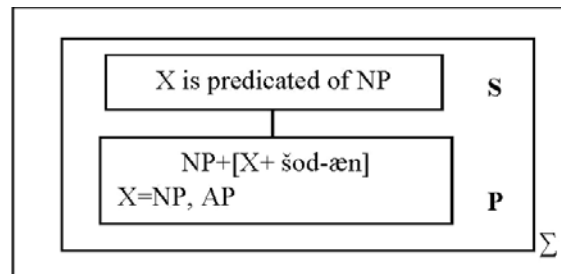 X is predicated of NP
S
NP+[X+ šod-æn]
X=NP, AP
P
Σ